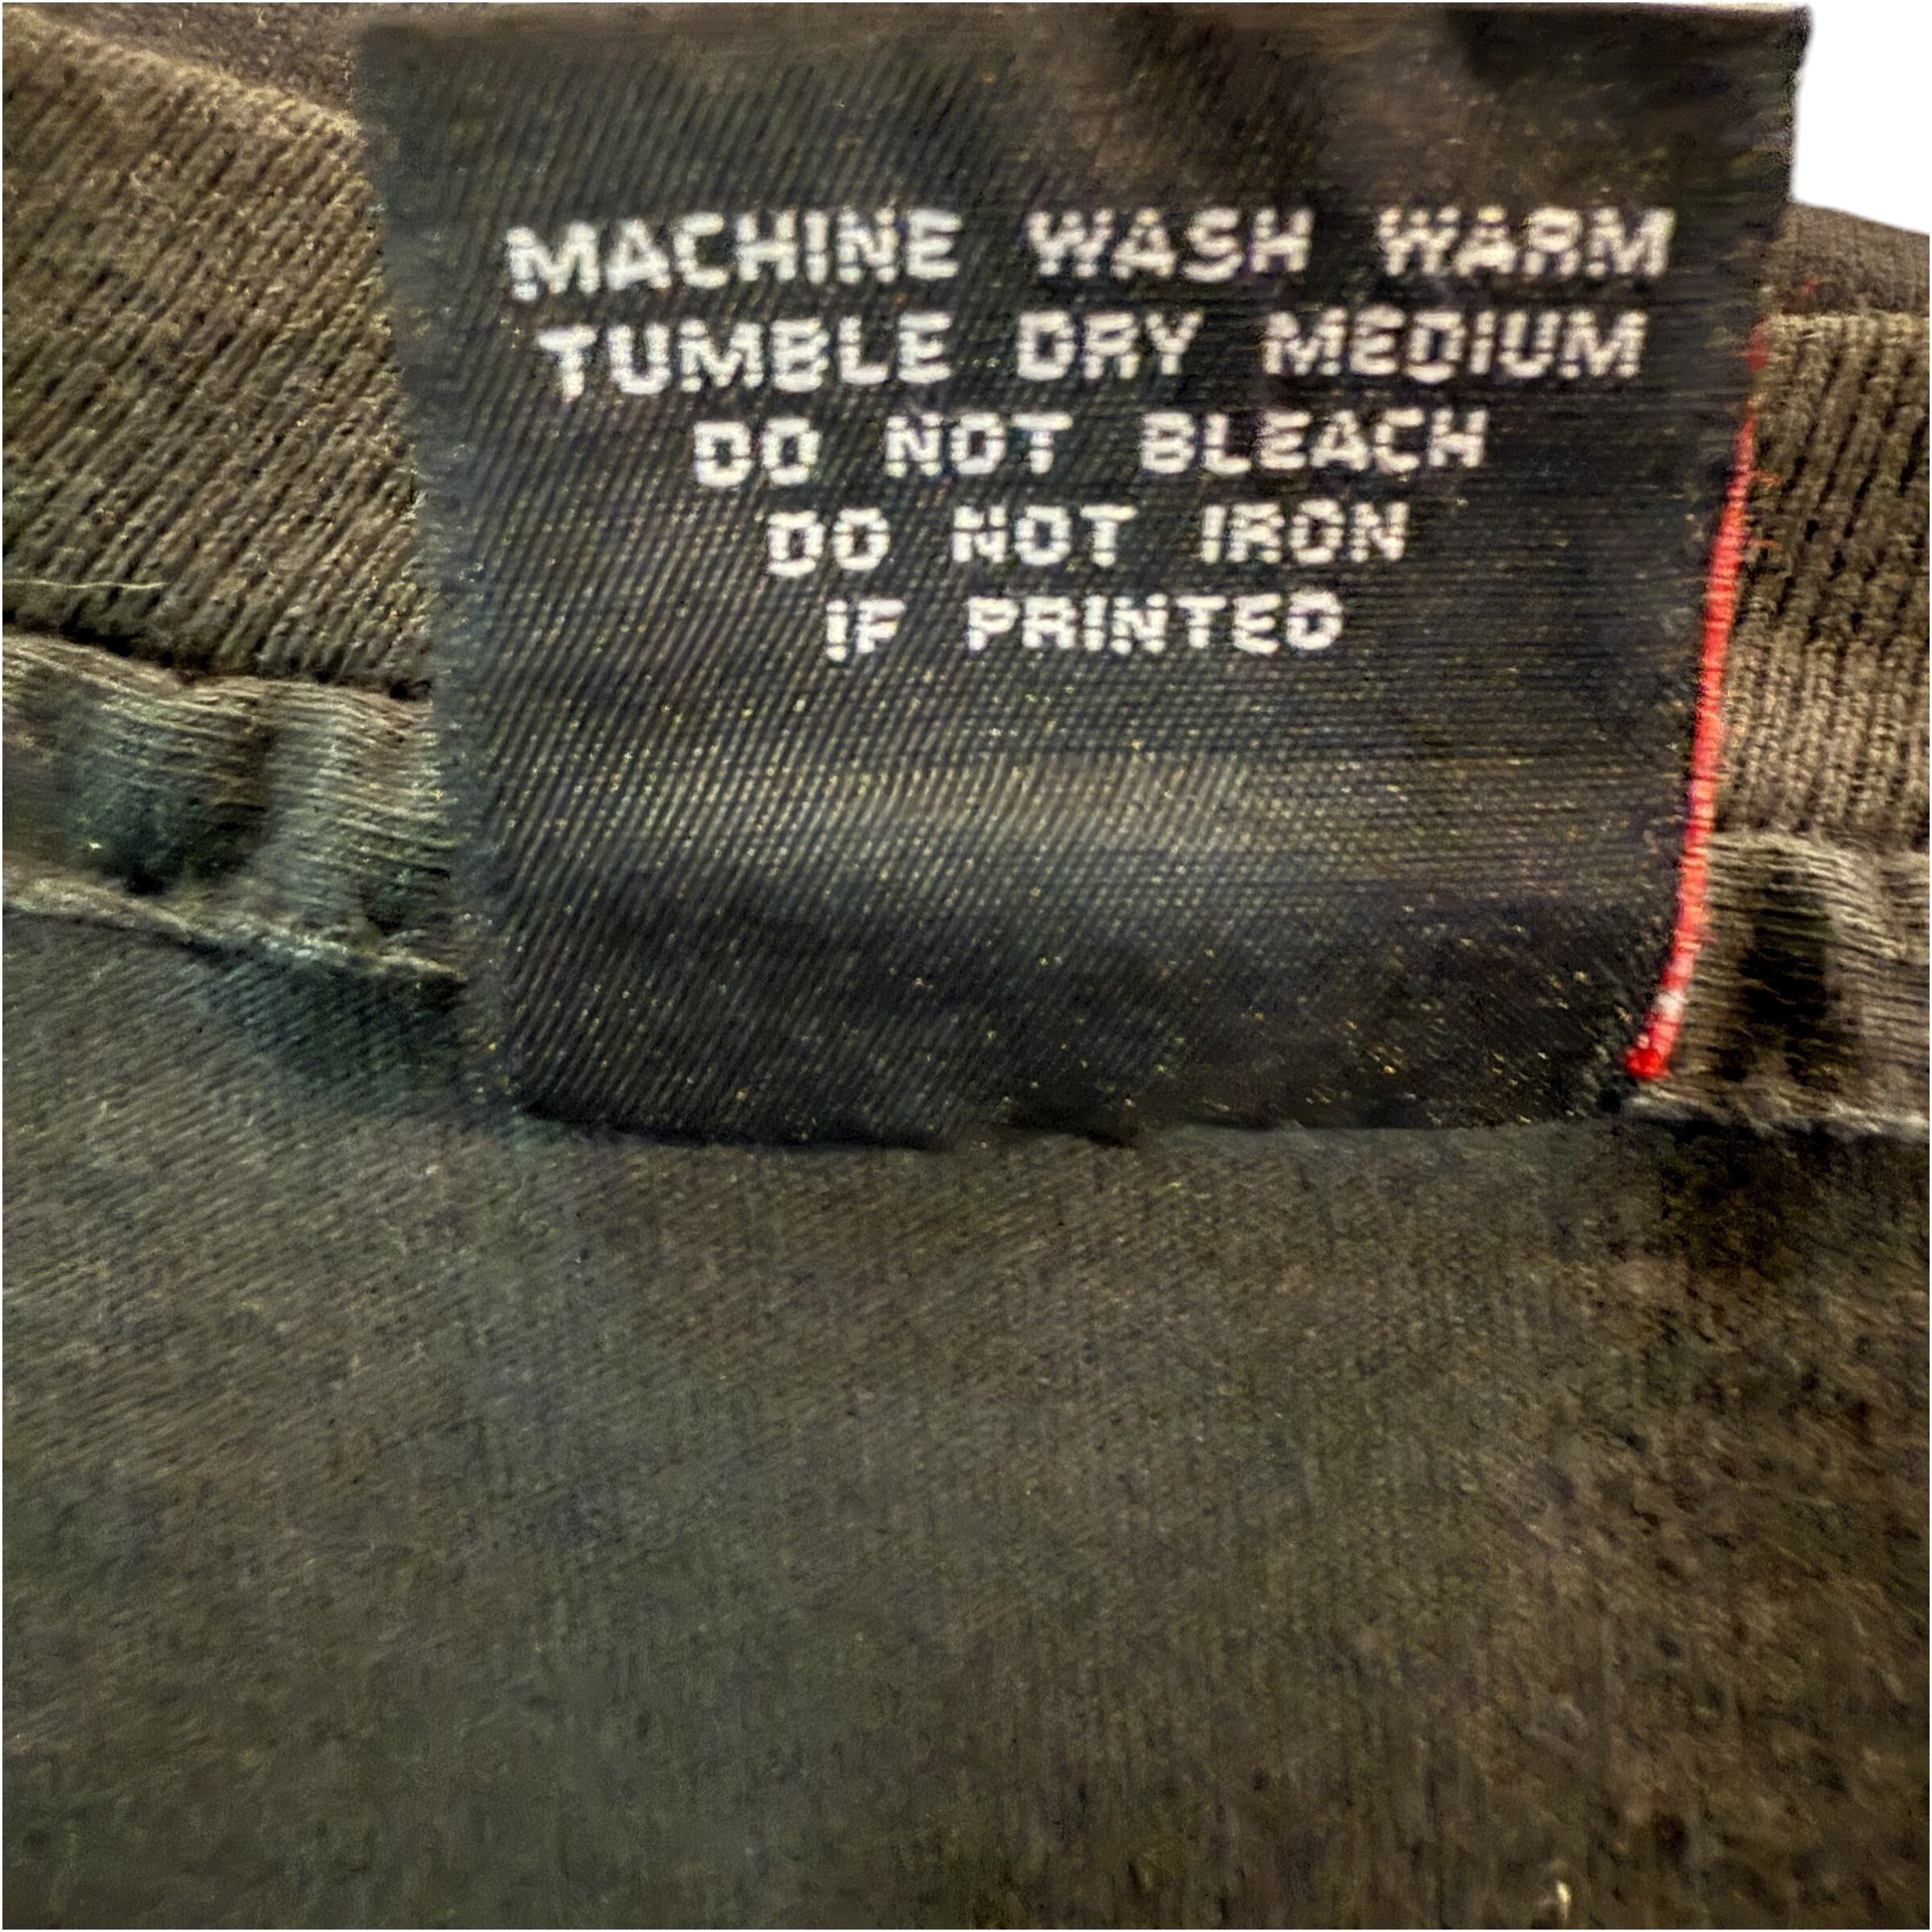 MACHINE WASH WARM
TUMBLE DRY MEDIUM
DO NOT BLEACH
DO NOT IRON
IF PRINTED